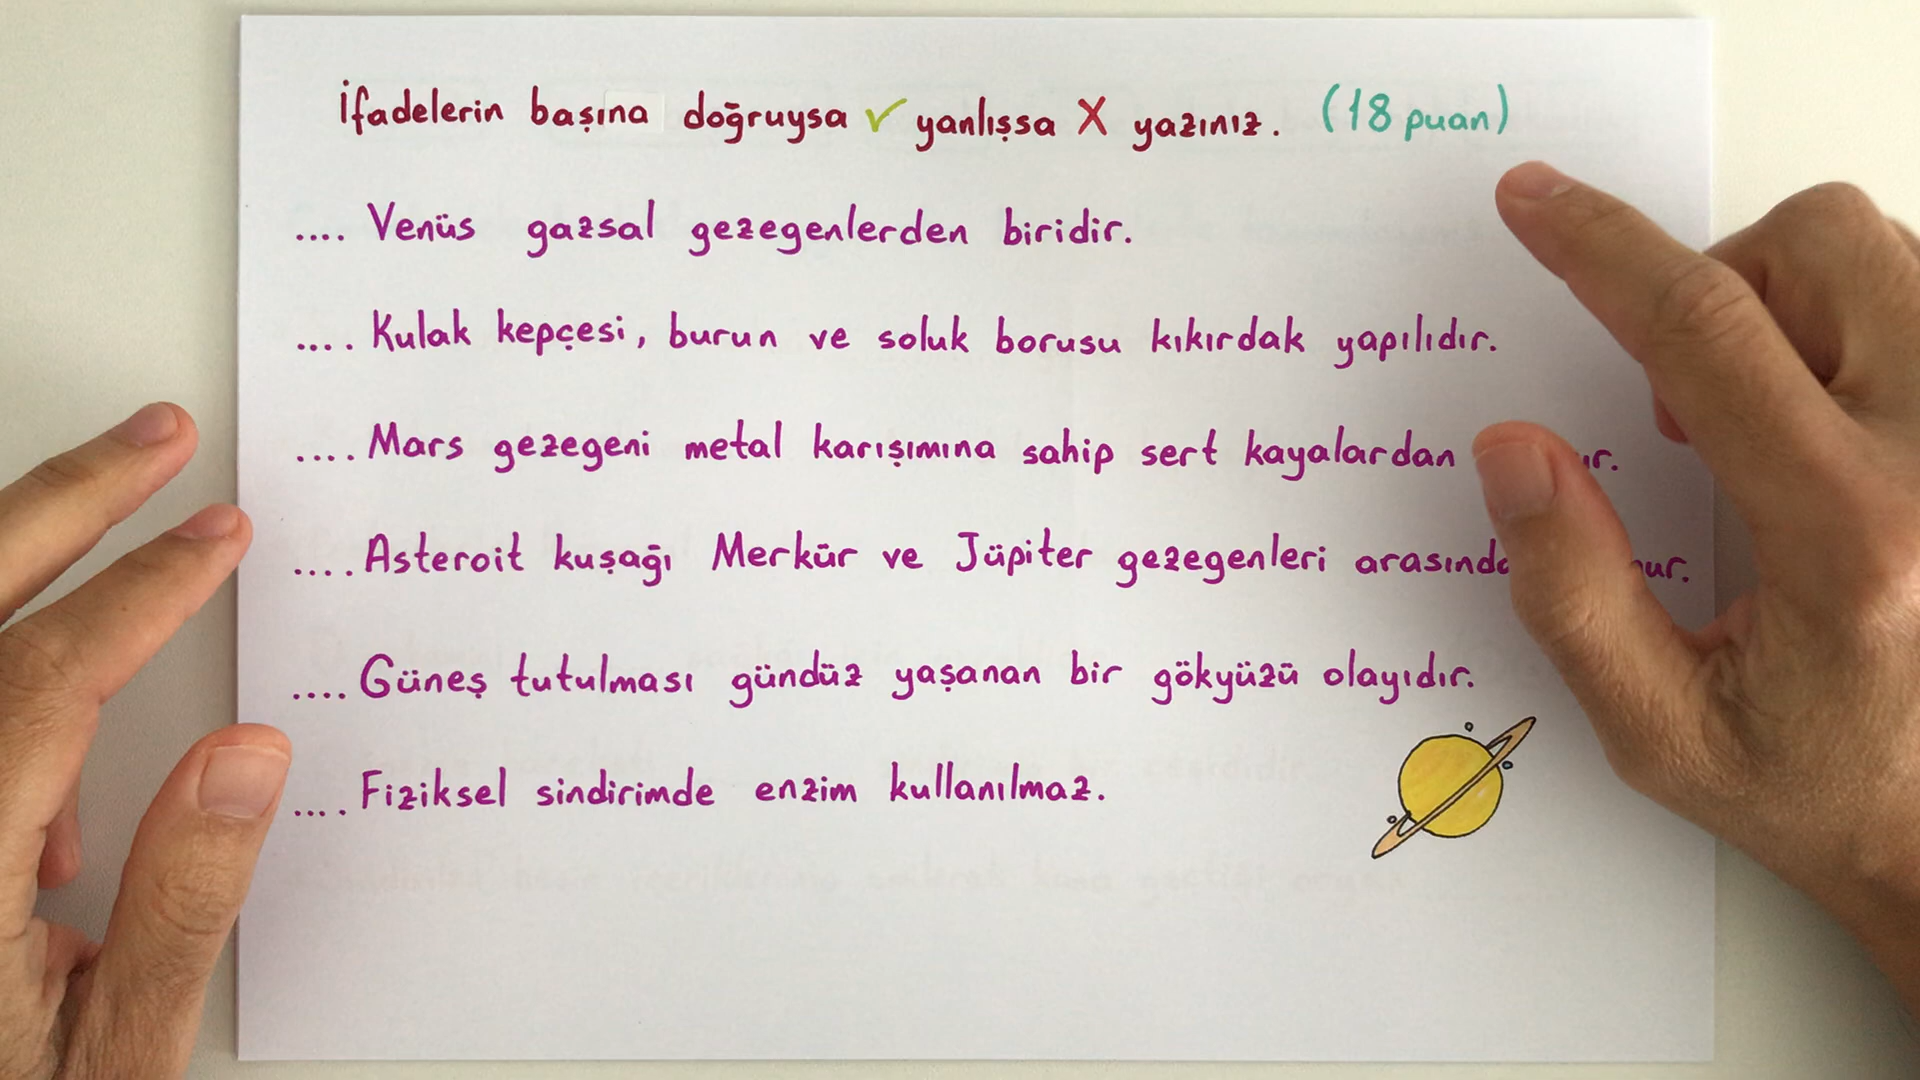 İfadelerin başına doğruysa ✓ yanlışsa X yazınız. (18 puan)
.... Venüs gazsal gezegenlerden biridir.
.... Kulak kepçesi, burun ve soluk borusu kıkırdak yapılıdır.
.... Mars gezegeni metal karışımına sahip sert kayalardan
.... Asteroit kuşağı Merkür ve Jüpiter gezegenleri arasında
.... Güneş tutulması gündüz yaşanan bir gökyüzü olayıdır.
.... Fiziksel sindirimde enzim kullanılmaz.